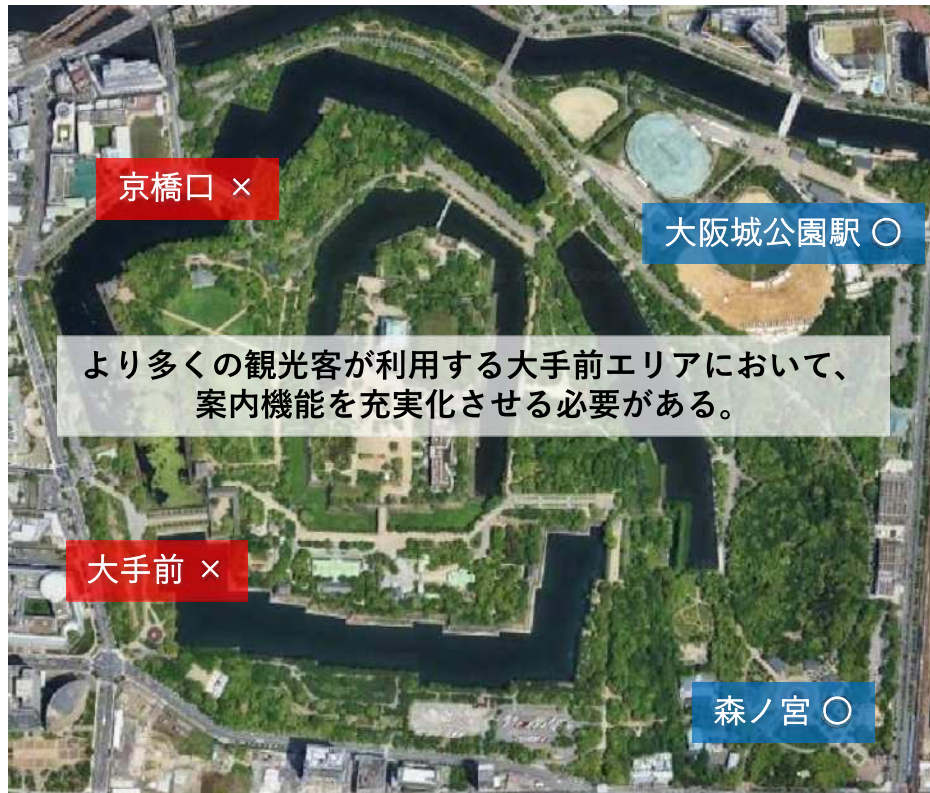 京橋口 ×
大阪城公園駅 〇
より多くの観光客が利用する大手前エリアにおいて、
案内機能を充実化させる必要がある。
大手前 ×
森ノ宮 〇